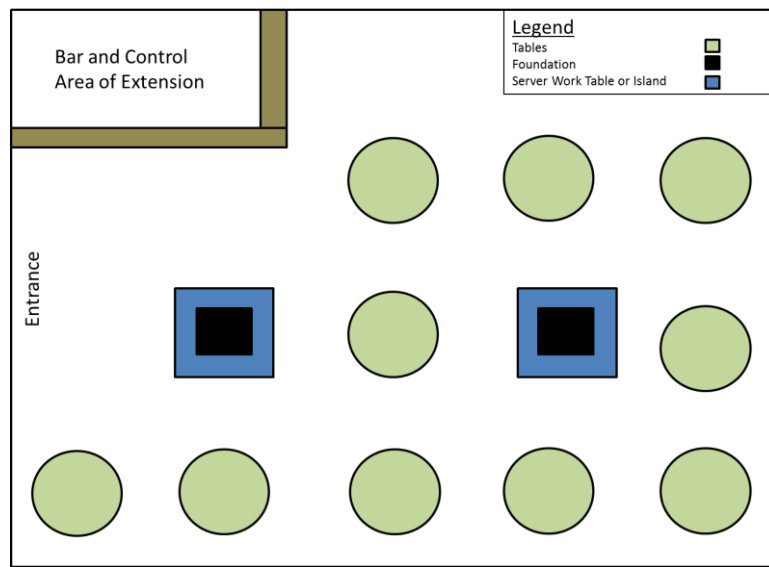 Bar and Control
Area of Extension
Legend
Tables
Foundation
Server Work Table or Island
Entrance